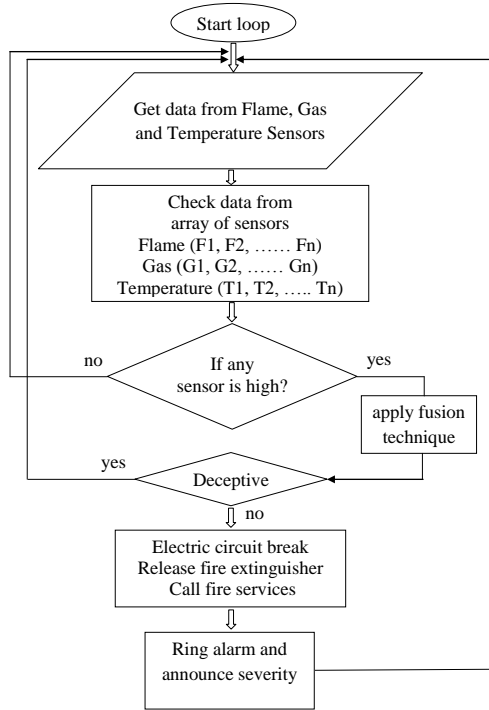 Start loop
Get data from Flame, Gas
and Temperature Sensors
Check data from
array of sensors
Flame (F1, F2, …… Fn)
Gas (G1, G2, …… Gn)
Temperature (T1, T2, ….. Tn)
no
If any
sensor is high?
yes
apply fusion
technique
yes
Deceptive
no
Electric circuit break
Release fire extinguisher
Call fire services
Ring alarm and
announce severity